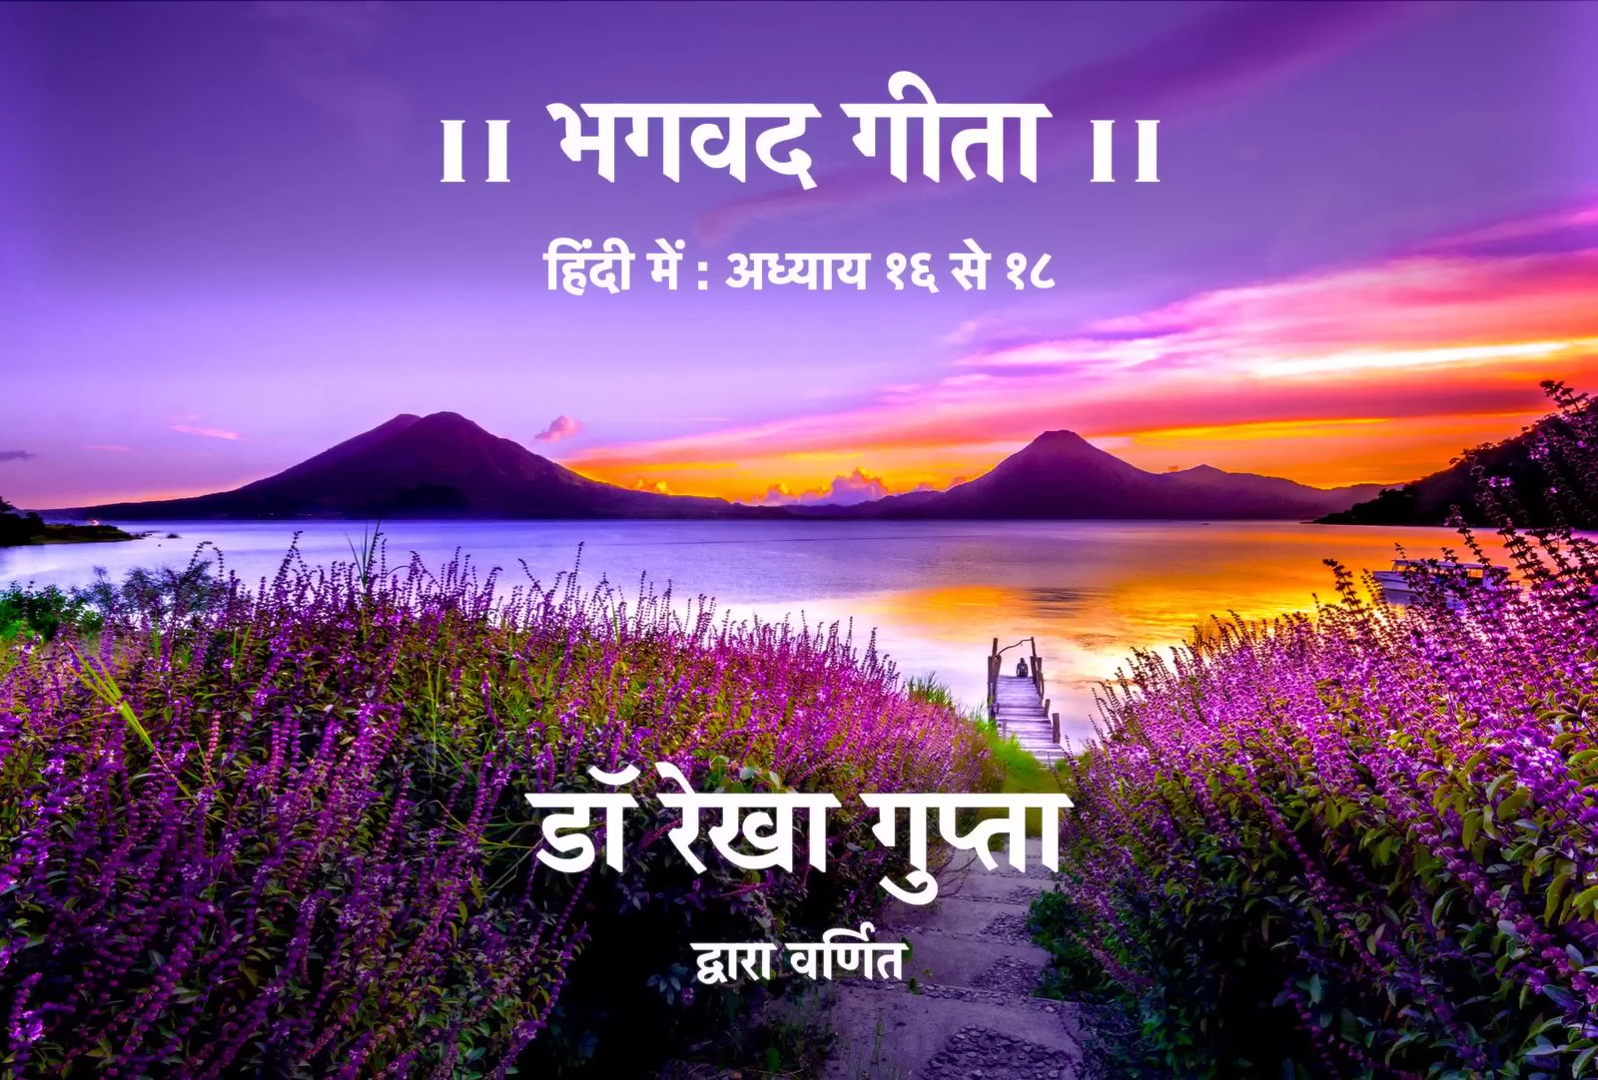 ।। भगवद गीता ।।
हिंदी में : अध्याय १६ से १८
डॉ रेखा गुप्ता
द्वारा वर्णित